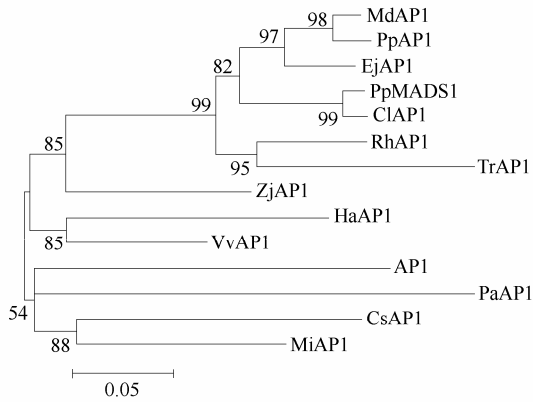 98
MdAP1
97
PpAP1
82
EjAP1
PpMADS1
99
99
ClAP1
85
RhAP1
95
TrAP1
ZjAP1
HaAP1
85
VvAP1
AP1
PaAP1
54
CsAP1
88
MiAP1
0.05